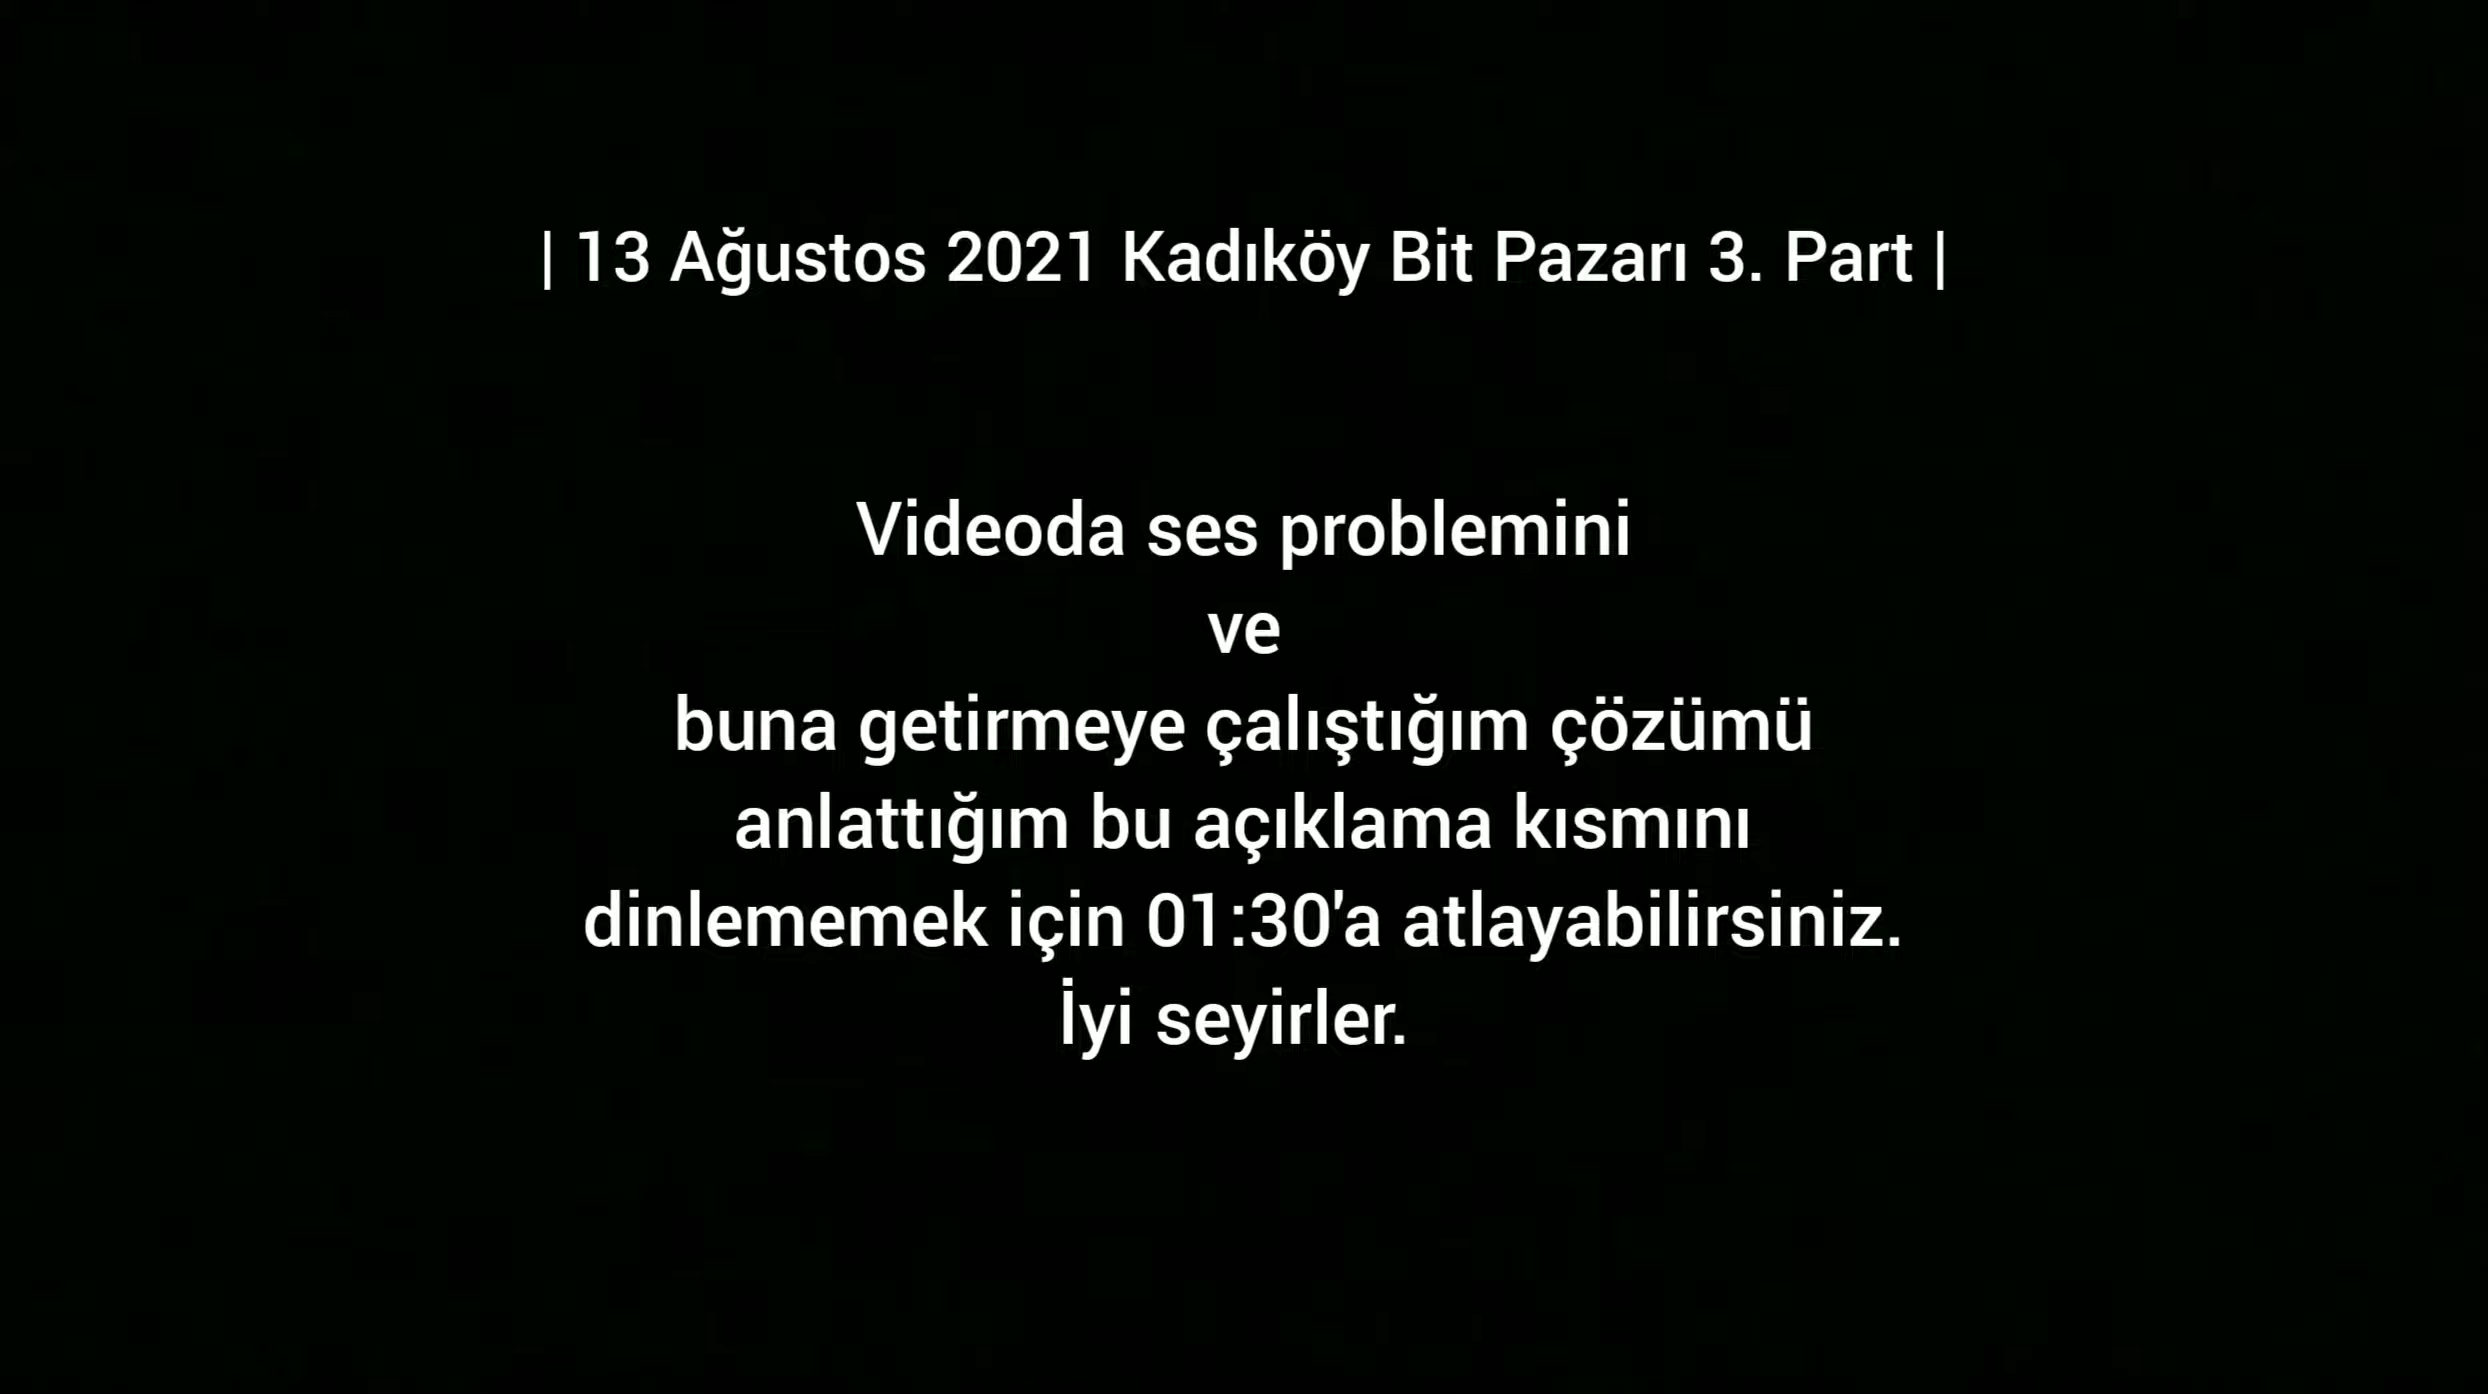 | 13 Ağustos 2021 Kadıköy Bit Pazarı 3. Part |
Videoda ses problemini
ve
buna getirmeye çalıştığım çözümü
anlattığım bu açıklama kısmını
dinlememek için 01:30'a atlayabilirsiniz.
İyi seyirler.